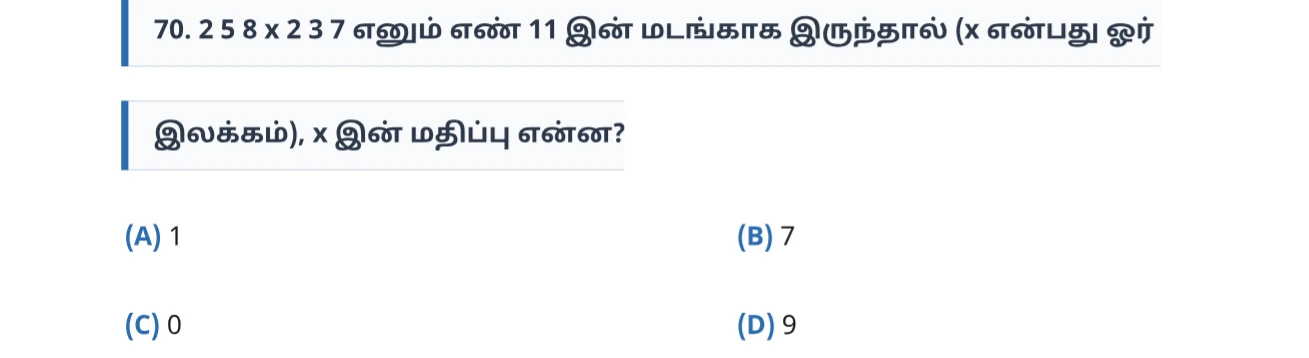 70. 2 5 8 x 2 3 7 எனும் எண் 11 இன் மடங்காக இருந்தால் (x என்பது ஓர்
இலக்கம்), x இன் மதிப்பு என்ன?
(A) 1 (B) 7
(C) 0 (D) 9